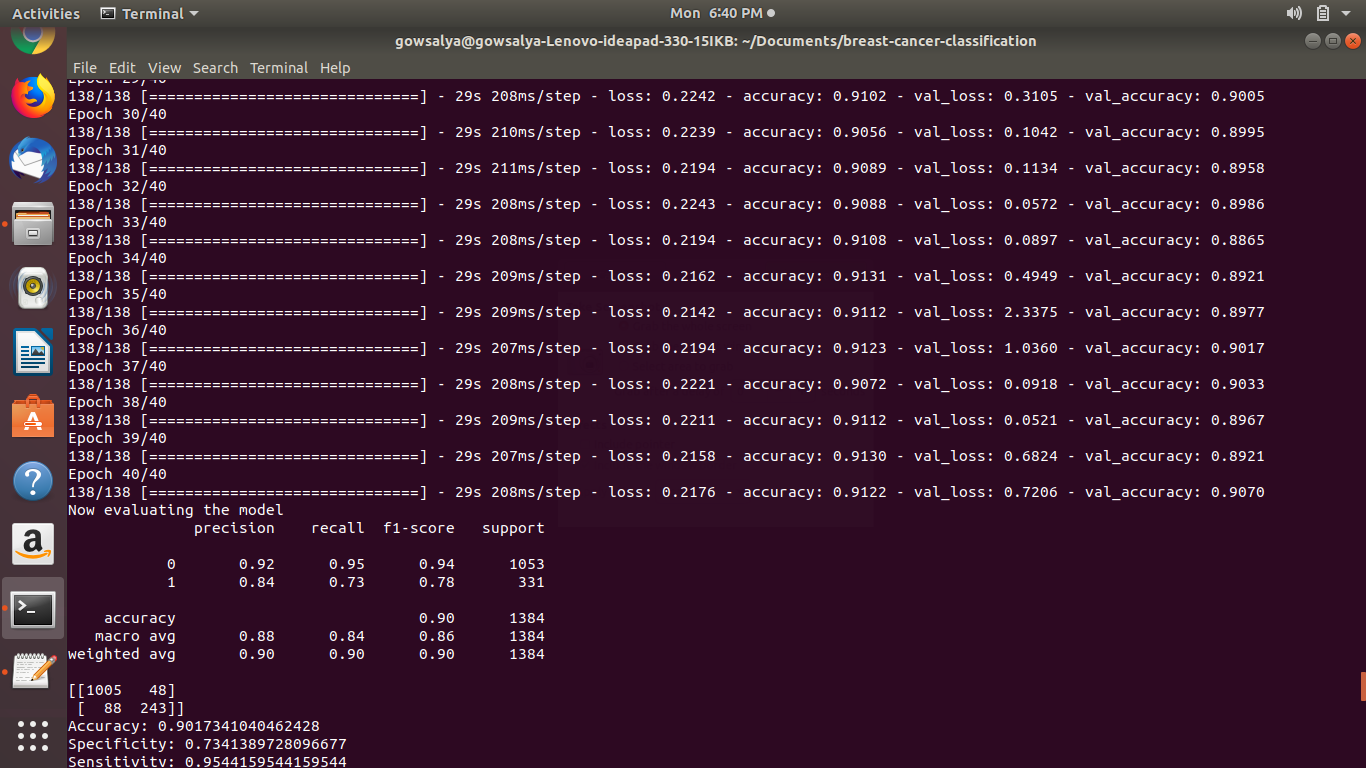 Activities Terminal Mon 6:40 PM
gowsalya@gowsalya-Lenovo-ideapad-330-15IKB: ~/Documents/breast-cancer-classification
File Edit View Search Terminal Help
Epoch 29/40
138/138 [==============================] - 29s 208ms/step - loss: 0.2242 - accuracy: 0.9102 - val_loss: 0.3105 - val_accuracy: 0.9005
Epoch 30/40
138/138 [==============================] - 29s 210ms/step - loss: 0.2239 - accuracy: 0.9056 - val_loss: 0.1042 - val_accuracy: 0.8995
Epoch 31/40
138/138 [==============================] - 29s 211ms/step - loss: 0.2194 - accuracy: 0.9089 - val_loss: 0.1134 - val_accuracy: 0.8958
Epoch 32/40
138/138 [==============================] - 29s 208ms/step - loss: 0.2243 - accuracy: 0.9088 - val_loss: 0.0572 - val_accuracy: 0.8986
Epoch 33/40
138/138 [==============================] - 29s 208ms/step - loss: 0.2194 - accuracy: 0.9108 - val_loss: 0.0897 - val_accuracy: 0.8865
Epoch 34/40
138/138 [==============================] - 29s 209ms/step - loss: 0.2162 - accuracy: 0.9131 - val_loss: 0.4949 - val_accuracy: 0.8921
Epoch 35/40
138/138 [==============================] - 29s 209ms/step - loss: 0.2142 - accuracy: 0.9112 - val_loss: 2.3375 - val_accuracy: 0.8977
Epoch 36/40
138/138 [==============================] - 29s 207ms/step - loss: 0.2194 - accuracy: 0.9123 - val_loss: 1.0360 - val_accuracy: 0.9017
Epoch 37/40
138/138 [==============================] - 29s 208ms/step - loss: 0.2221 - accuracy: 0.9072 - val_loss: 0.0918 - val_accuracy: 0.9033
Epoch 38/40
138/138 [==============================] - 29s 209ms/step - loss: 0.2211 - accuracy: 0.9112 - val_loss: 0.0521 - val_accuracy: 0.8967
Epoch 39/40
138/138 [==============================] - 29s 207ms/step - loss: 0.2158 - accuracy: 0.9130 - val_loss: 0.6824 - val_accuracy: 0.8921
Epoch 40/40
138/138 [==============================] - 29s 208ms/step - loss: 0.2176 - accuracy: 0.9122 - val_loss: 0.7206 - val_accuracy: 0.9070
Now evaluating the model
precision recall f1-score support
0 0.92 0.95 0.94 1053
1 0.84 0.73 0.78 331
accuracy 0.90 1384
macro avg 0.88 0.84 0.86 1384
weighted avg 0.90 0.90 0.90 1384
[[1005 48]
[ 88 243]]
Accuracy: 0.9017341040462428
Specificity: 0.7341389728096677
Sensitivity: 0.9544159544159544